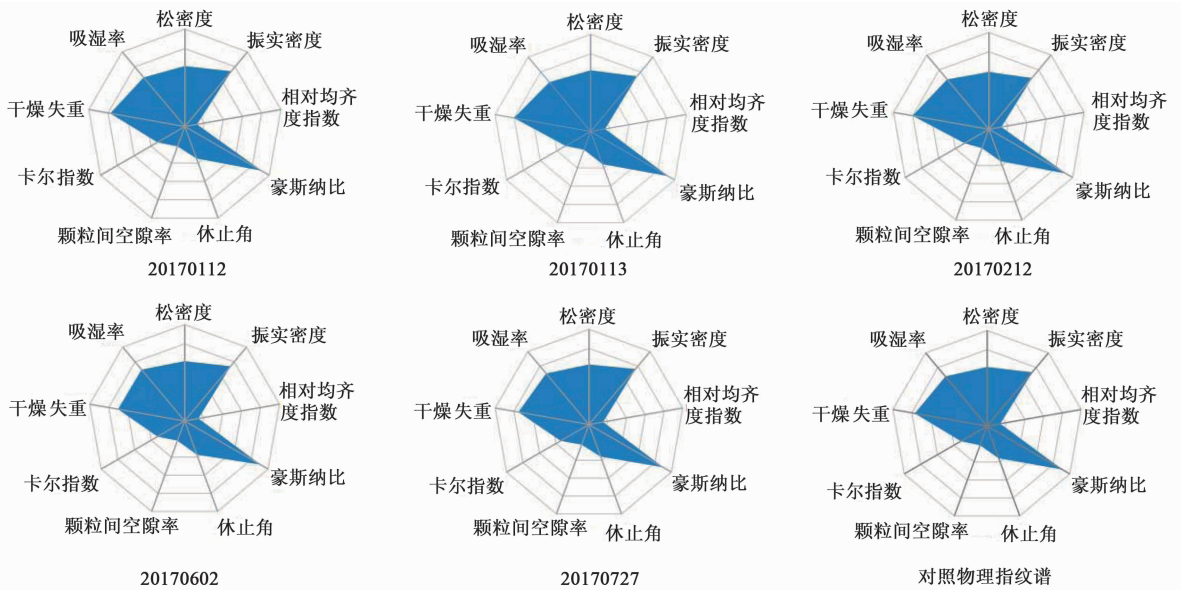 松密度
振实密度
相对均齐
度指数
豪斯纳比
休止角
颗粒间空隙率
卡尔指数
干燥失重
吸湿率
20170112
松密度
振实密度
相对均齐
度指数
豪斯纳比
休止角
颗粒间空隙率
卡尔指数
干燥失重
吸湿率
20170113
松密度
振实密度
相对均齐
度指数
豪斯纳比
休止角
颗粒间空隙率
卡尔指数
干燥失重
吸湿率
20170212
松密度
振实密度
相对均齐
度指数
豪斯纳比
休止角
颗粒间空隙率
卡尔指数
干燥失重
吸湿率
20170602
松密度
振实密度
相对均齐
度指数
豪斯纳比
休止角
颗粒间空隙率
卡尔指数
干燥失重
吸湿率
20170727
松密度
振实密度
相对均齐
度指数
豪斯纳比
休止角
颗粒间空隙率
卡尔指数
干燥失重
吸湿率
对照物理指纹谱